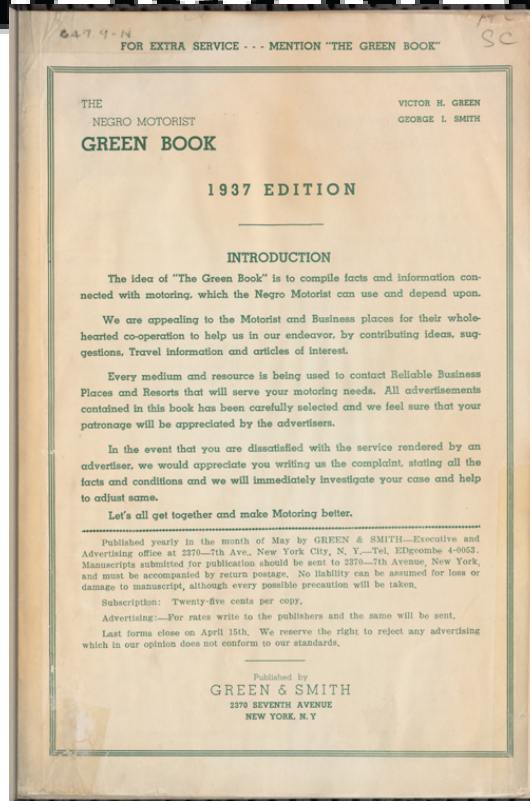 647.9-N
SC
FOR EXTRA SERVICE - - - MENTION "THE GREEN BOOK"
THE
NEGRO MOTORIST
GREEN BOOK
VICTOR H. GREEN
GEORGE I. SMITH
1937 EDITION
INTRODUCTION
The idea of "The Green Book" is to compile facts and information con-
nected with motoring, which the Negro Motorist can use and depend upon.
We are appealing to the Motorist and Business places for their whole-
hearted co-operation to help us in our endeavor, by contributing ideas, sug-
gestions, Travel information and articles of interest.
Every medium and resource is being used to contact Reliable Business
Places and Resorts that will serve your motoring needs. All advertisements
contained in this book has been carefully selected and we feel sure that your
patronage will be appreciated by the advertisers.
In the event that you are dissatisfied with the service rendered by an
advertiser, we would appreciate you writing us the complaint, stating all the
facts and conditions and we will immediately investigate your case and help
to adjust same.
Let's all get together and make Motoring better.
Published yearly in the month of May by GREEN & SMITH—Executive and
Advertising office at 2370—7th Ave., New York City, N. Y.—Tel. EDgecombe 4-0053.
Manuscripts submitted for publication should be sent to 2370—7th Avenue, New York,
and must be accompanied by return postage. No liability can be assumed for loss or
damage to manuscript, although every possible precaution will be taken.
Subscription: Twenty-five cents per copy.
Advertising:—For rates write to the publishers and the same will be sent.
Last forms close on April 15th. We reserve the right to reject any advertising
which in our opinion does not conform to our standards.
Published by
GREEN & SMITH
2370 SEVENTH AVENUE
NEW YORK, N. Y